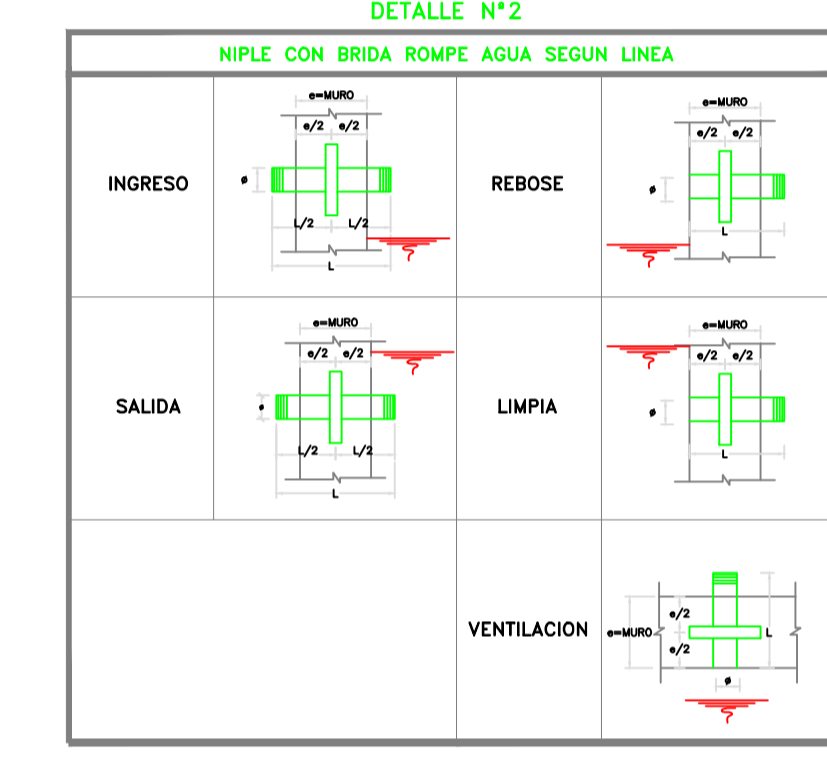 DETALLE N°2
NIPLE CON BRIDA ROMPE AGUA SEGUN LINEA
INGRESO
e=MURO
e/2 e/2
ø
L/2 L/2
L
REBOSE
e=MURO
e/2 e/2
ø
L
SALIDA
e=MURO
e/2 e/2
ø
L/2 L/2
L
LIMPIA
e=MURO
e/2 e/2
ø
L
VENTILACION
e/2
e=MURO
L
e/2
ø